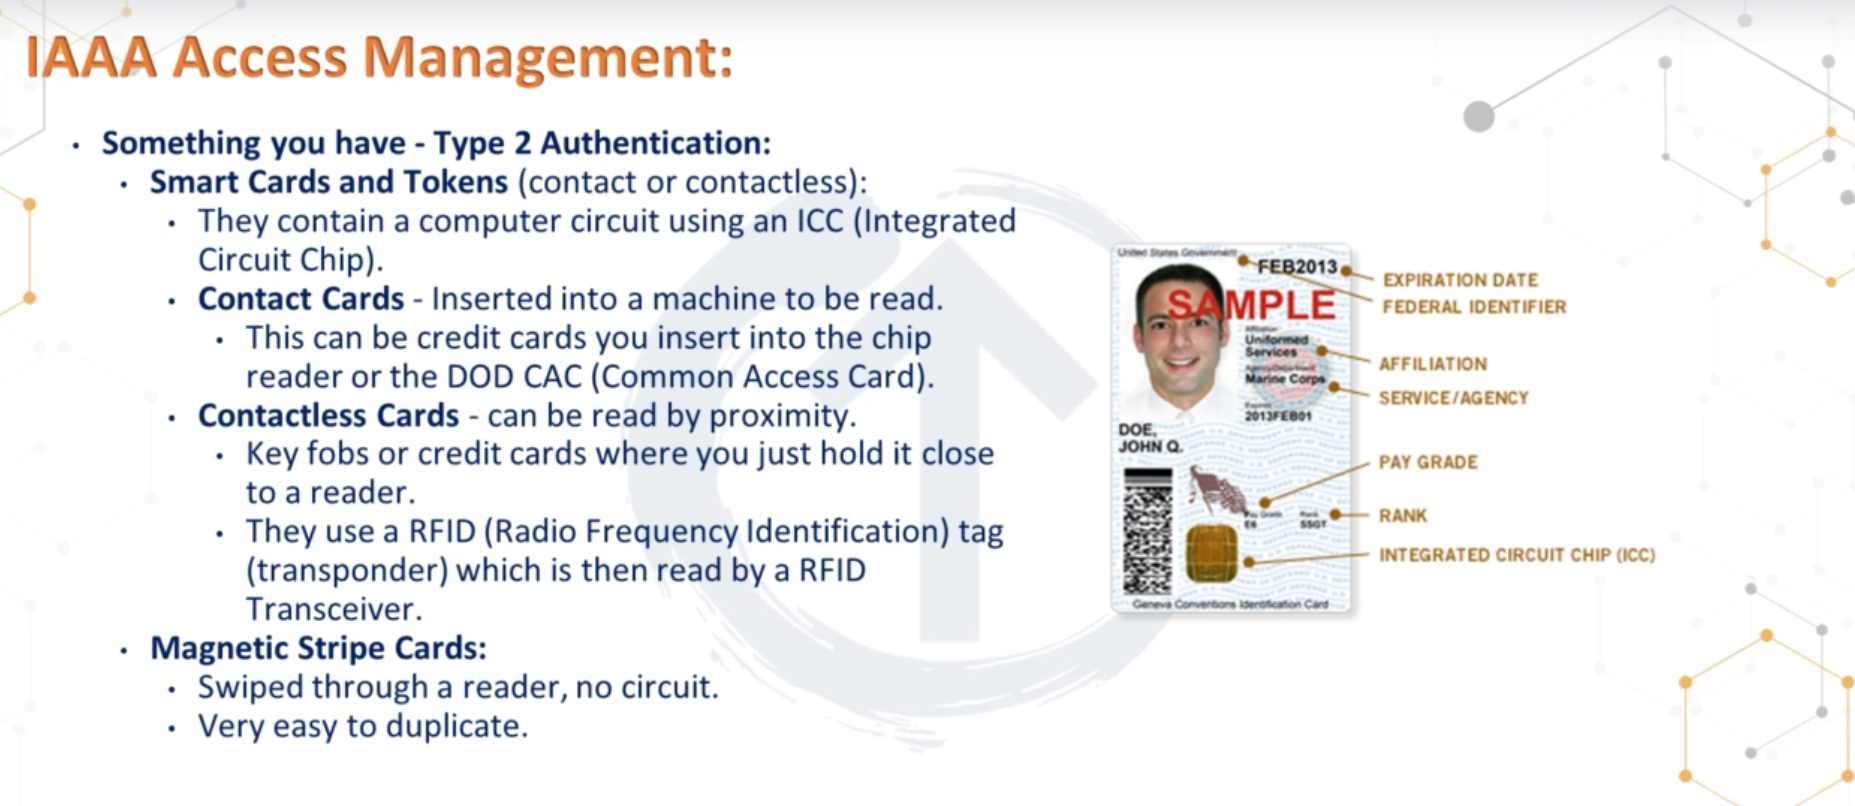 IAAA Access Management:
• Something you have - Type 2 Authentication:
• Smart Cards and Tokens (contact or contactless):
• They contain a computer circuit using an ICC (Integrated
Circuit Chip).
• Contact Cards - Inserted into a machine to be read.
• This can be credit cards you insert into the chip
reader or the DOD CAC (Common Access Card).
• Contactless Cards - can be read by proximity.
• Key fobs or credit cards where you just hold it close
to a reader.
• They use a RFID (Radio Frequency Identification) tag
(transponder) which is then read by a RFID
Transceiver.
• Magnetic Stripe Cards:
• Swiped through a reader, no circuit.
• Very easy to duplicate.
United States Government
FEB2013
SAMPLE
Affiliation
Uniformed
Services
Agency/Department
Marine Corps
Expires
2013FEB01
DOE,
JOHN Q.
Pay Grade
E6
Rank
SSGT
Geneva Conventions Identification Card
EXPIRATION DATE
FEDERAL IDENTIFIER
AFFILIATION
SERVICE/AGENCY
PAY GRADE
RANK
INTEGRATED CIRCUIT CHIP (ICC)